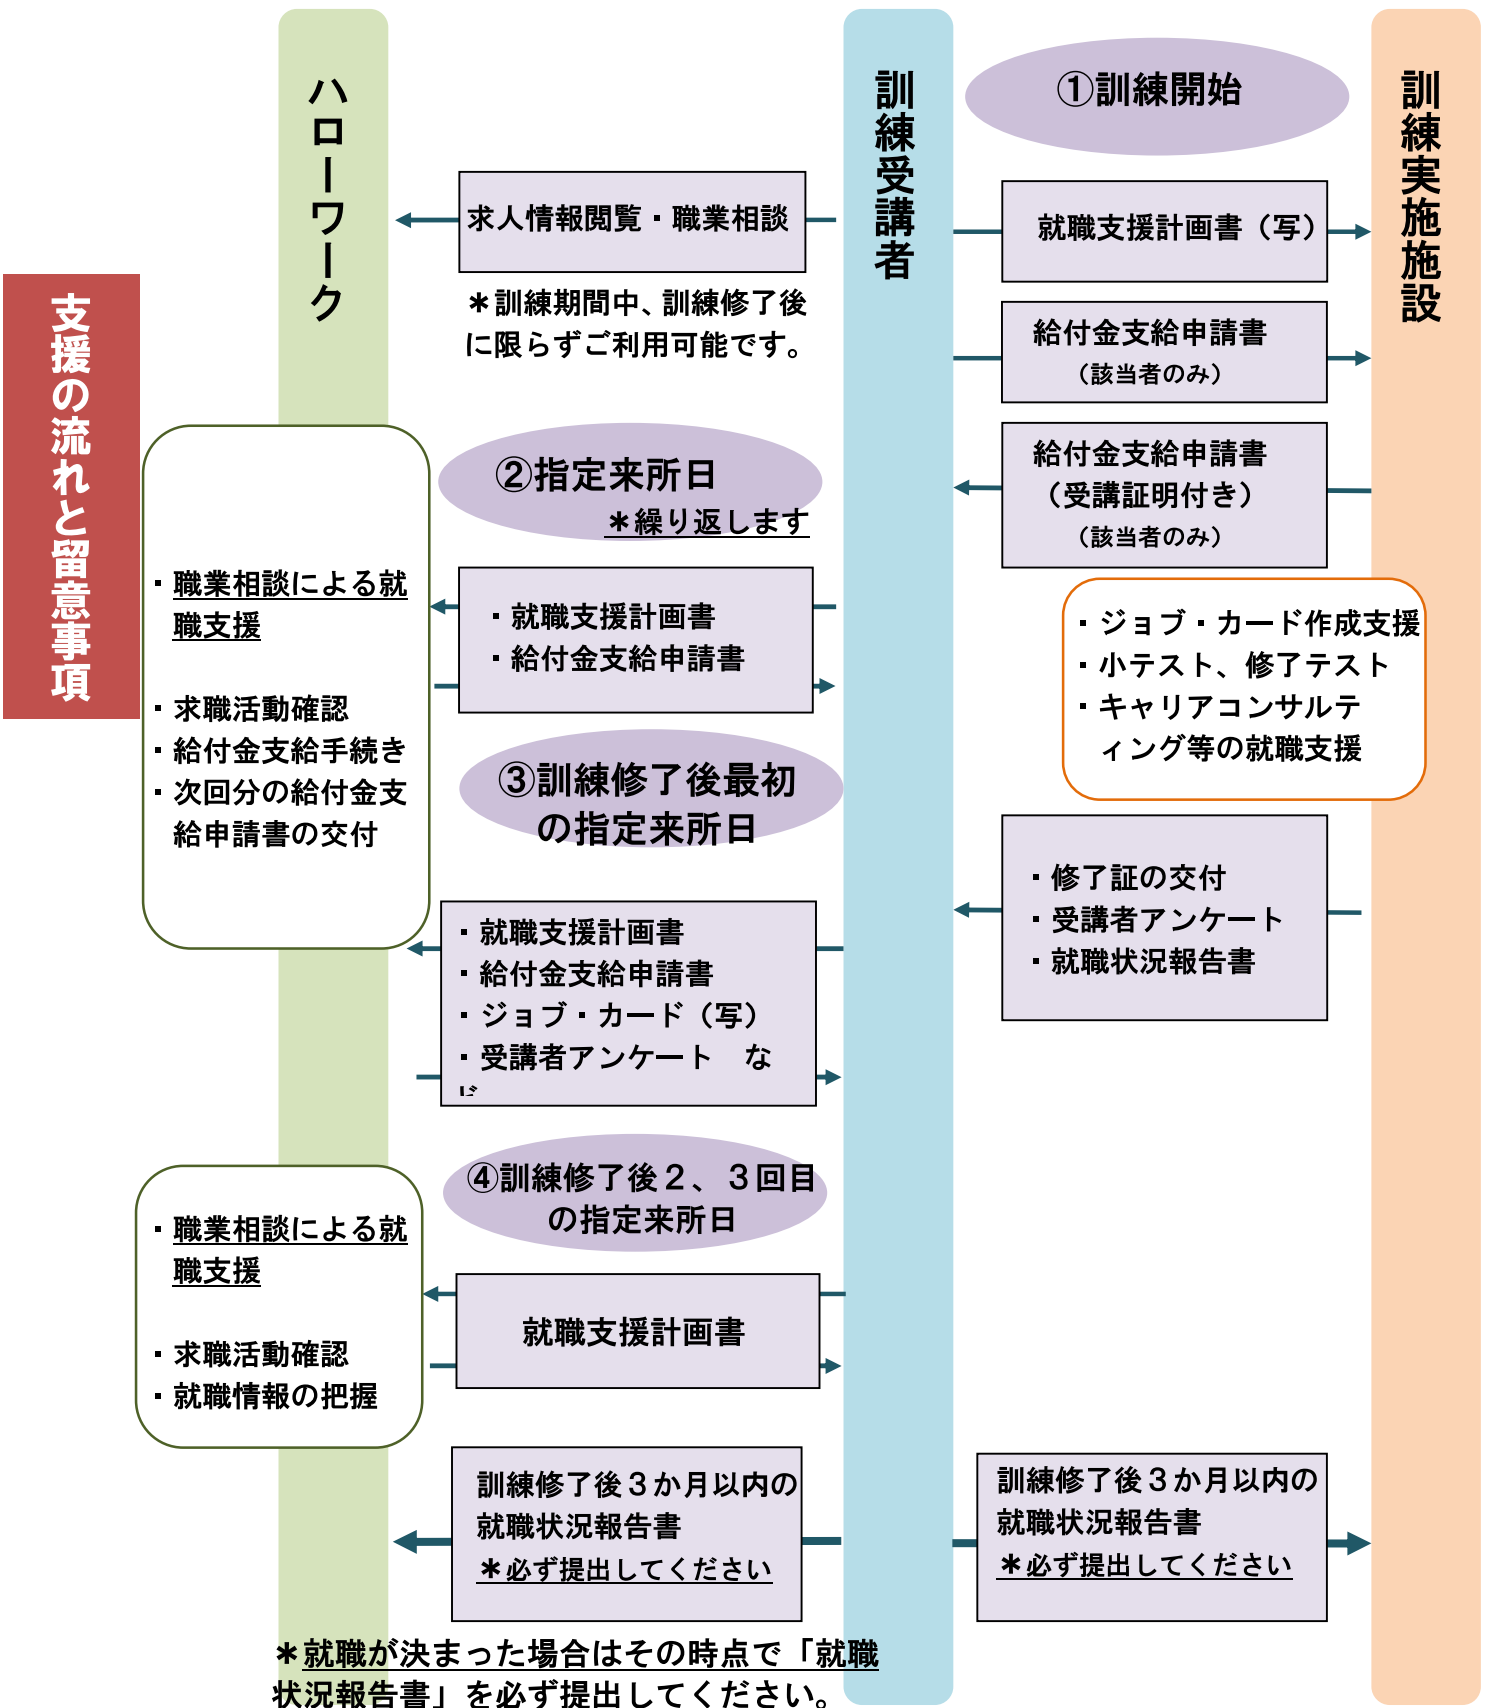 支援の流れと留意事項
ハローワーク
訓練受講者
訓練実施施設
①訓練開始
求人情報閲覧・職業相談
＊訓練期間中、訓練修了後
に限らずご利用可能です。
就職支援計画書（写）
給付金支給申請書
（該当者のみ）
給付金支給申請書
（受講証明付き）
（該当者のみ）
②指定来所日
＊繰り返します
・就職支援計画書
・給付金支給申請書
・職業相談による就
職支援
・求職活動確認
・給付金支給手続き
・次回分の給付金支
給申請書の交付
・ジョブ・カード作成支援
・小テスト、修了テスト
・キャリアコンサルテ
ィング等の就職支援
③訓練修了後最初
の指定来所日
・修了証の交付
・受講者アンケート
・就職状況報告書
・就職支援計画書
・給付金支給申請書
・ジョブ・カード（写）
・受講者アンケート　な
ど
④訓練修了後２、３回目
の指定来所日
・職業相談による就
職支援
・求職活動確認
・就職情報の把握
就職支援計画書
訓練修了後３か月以内の
就職状況報告書
＊必ず提出してください
訓練修了後３か月以内の
就職状況報告書
＊必ず提出してください
＊就職が決まった場合はその時点で「就職
状況報告書」を必ず提出してください。